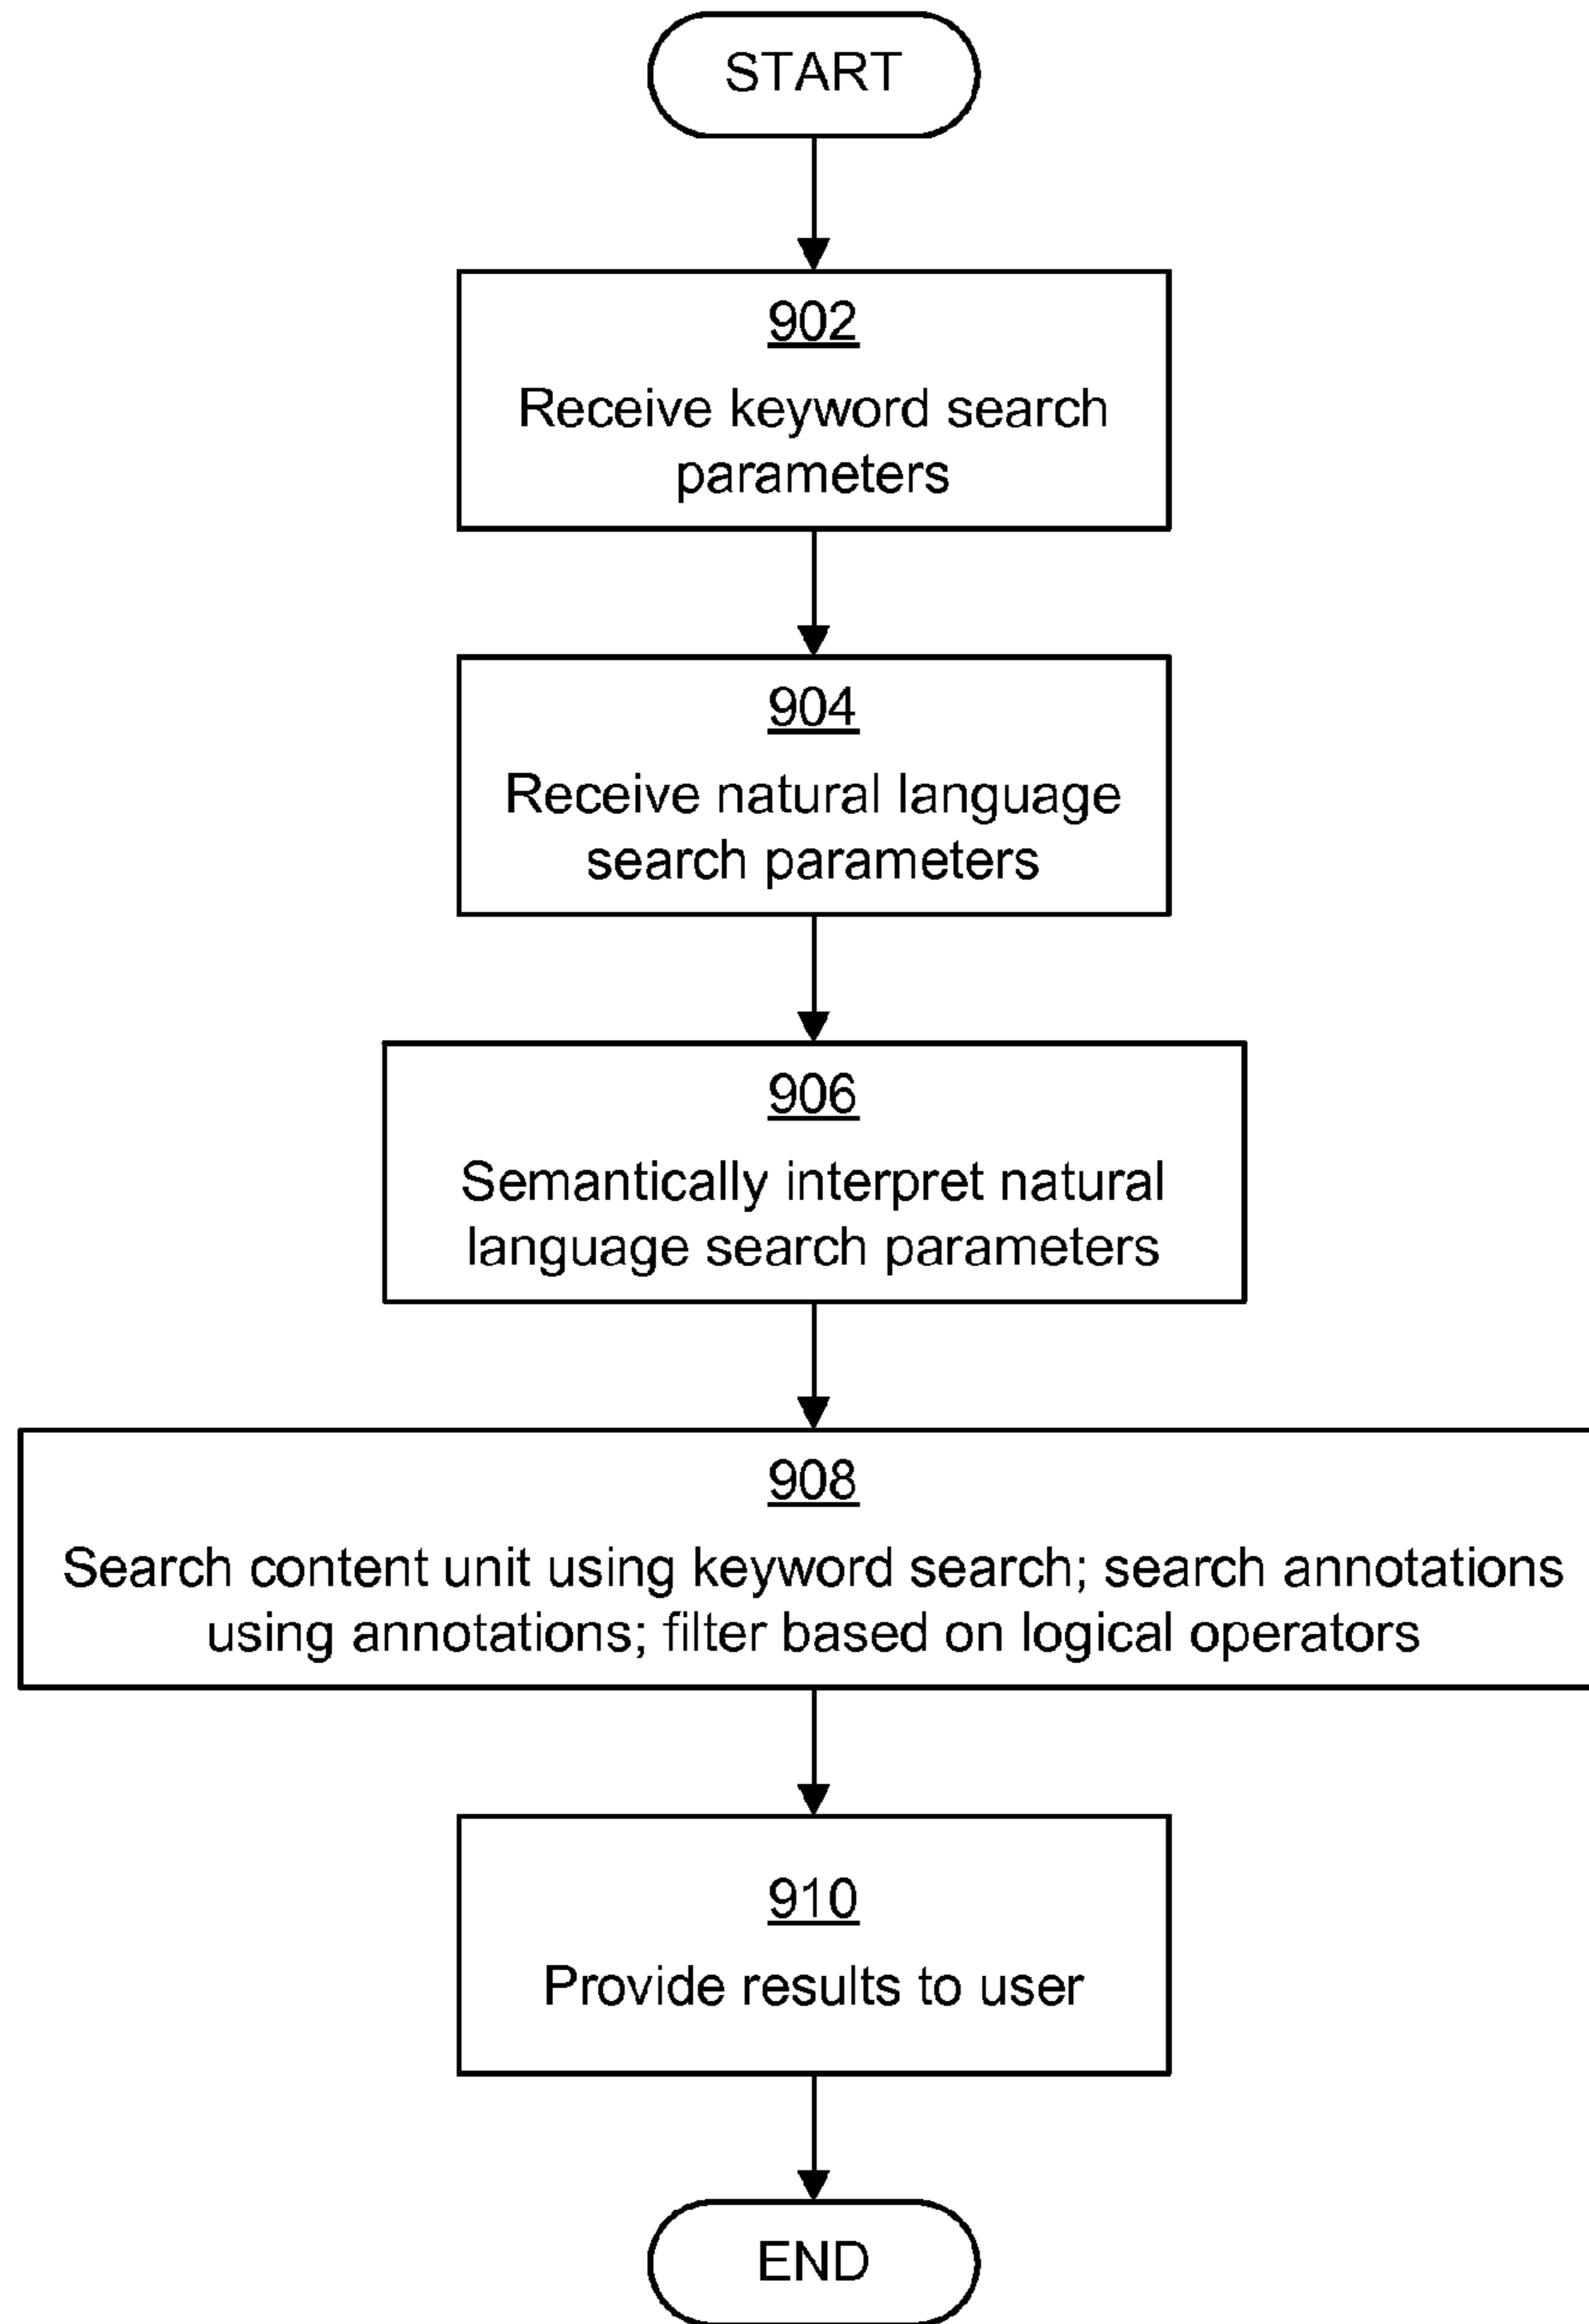 START
902
Receive keyword search
parameters
904
Receive natural language
search parameters
906
Semantically interpret natural
language search parameters
908
Search content unit using keyword search; search annotations
using annotations; filter based on logical operators
910
Provide results to user
END